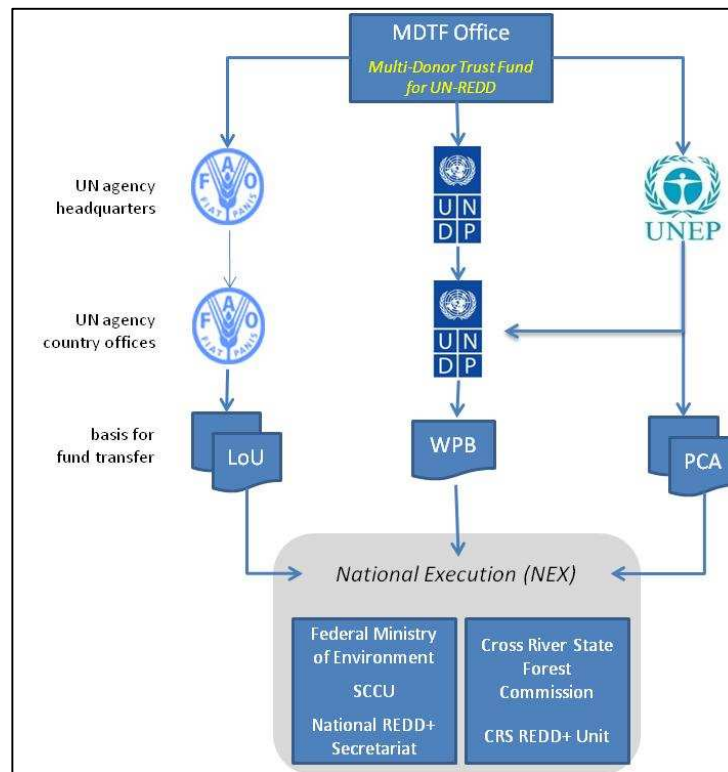 MDTF Office
Multi-Donor Trust Fund
for UN-REDD
UN agency
headquarters
F A O
FIAT PANIS
U N
D P
UNEP
UN agency
country offices
F A O
FIAT PANIS
U N
D P
basis for
fund transfer
LoU
WPB
PCA
National Execution (NEX)
Federal Ministry
of Environment
SCCU
National REDD+
Secretariat
Cross River State
Forest
Commission
CRS REDD+ Unit